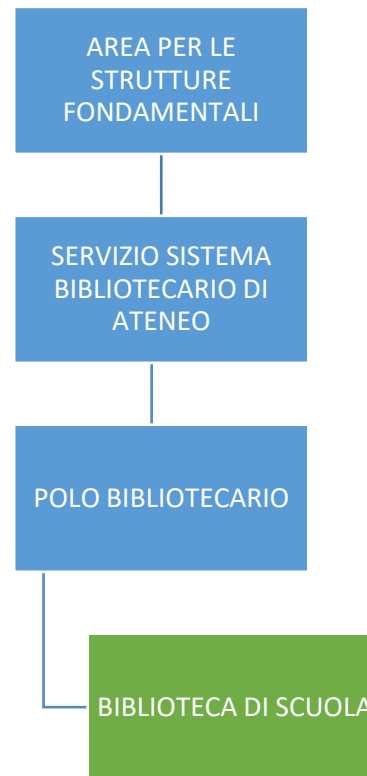 AREA PER LE
STRUTTURE
FONDAMENTALI
SERVIZIO SISTEMA
BIBLIOTECARIO DI
ATENEO
POLO BIBLIOTECARIO
BIBLIOTECA DI SCUOLA